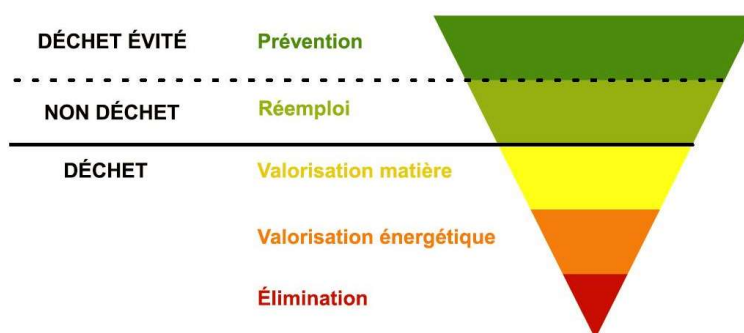 DÉCHET ÉVITÉ Prévention
NON DÉCHET Réemploi
DÉCHET Valorisation matière
Valorisation énergétique
Élimination